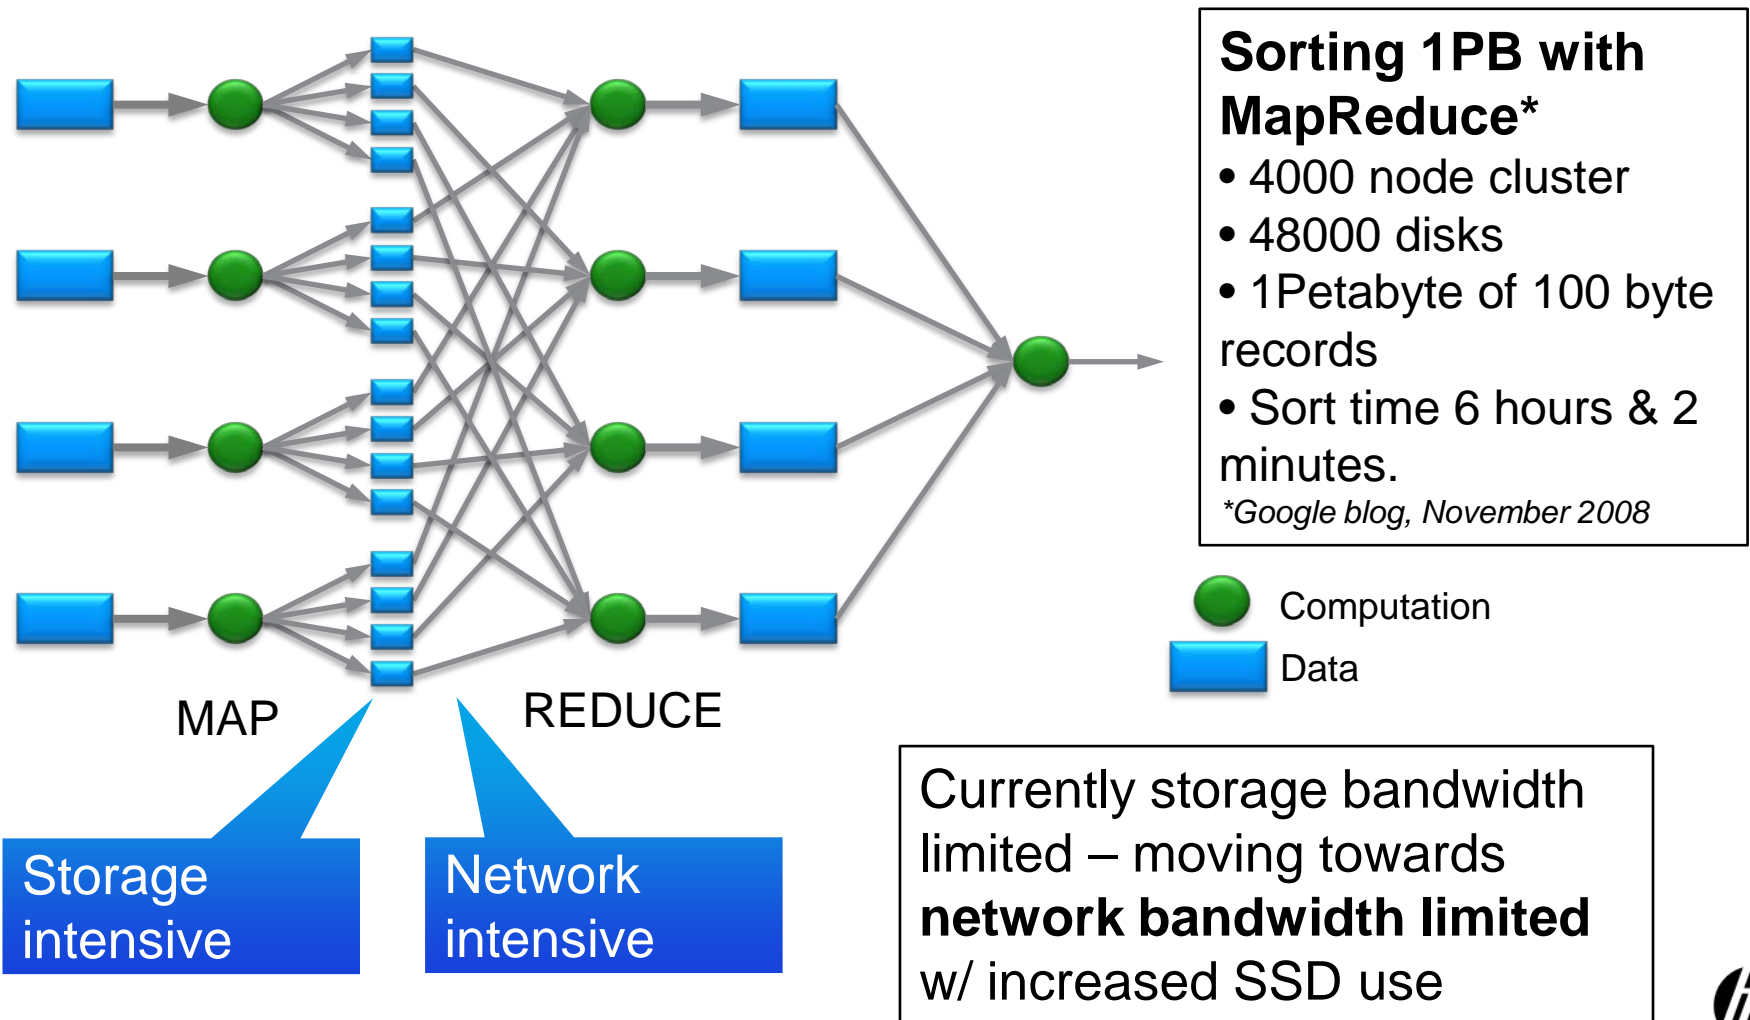 Sorting 1PB with
MapReduce*
• 4000 node cluster
• 48000 disks
• 1Petabyte of 100 byte
records
• Sort time 6 hours & 2
minutes.
*Google blog, November 2008
Computation
Data
MAP
REDUCE
Storage
intensive
Network
intensive
Currently storage bandwidth
limited – moving towards
network bandwidth limited
w/ increased SSD use